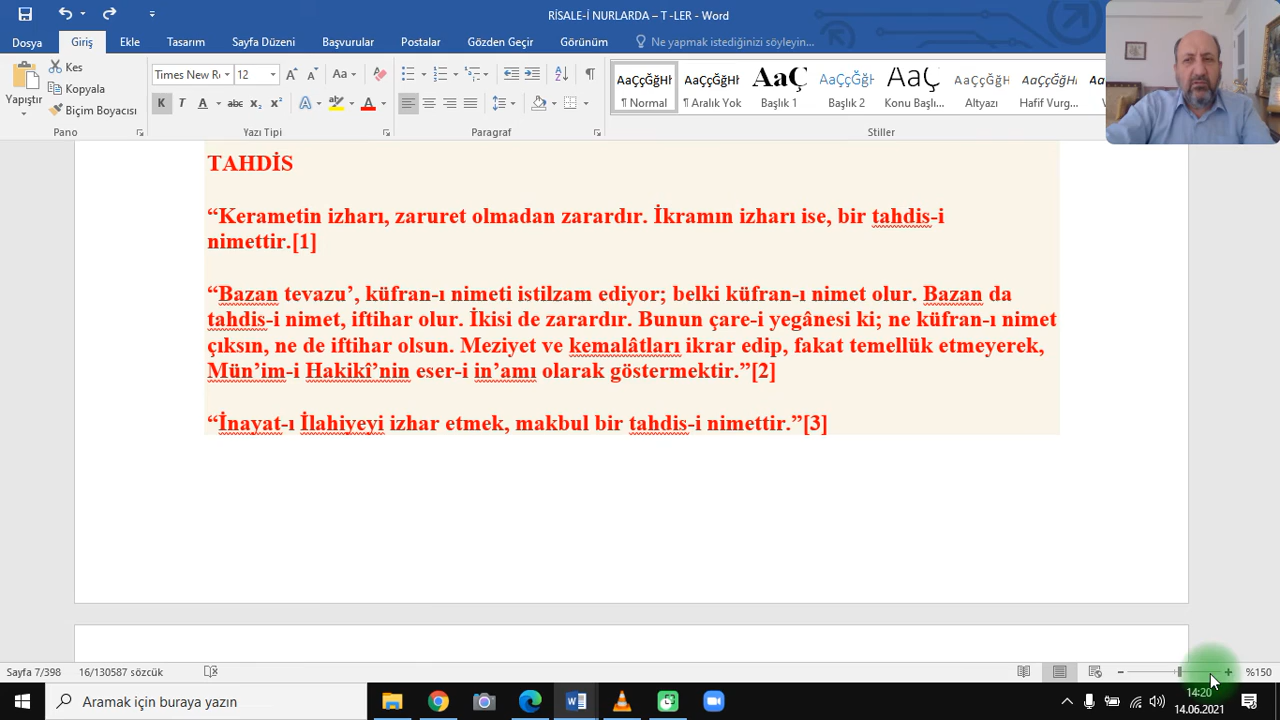 RİSALE-İ NURLARDA – T -LER - Word
Dosya Giriş Ekle Tasarım Sayfa Düzeni Başvurular Postalar Gözden Geçir Görünüm Ne yapmak istediğinizi söyleyin...
Yapıştır
Kes
Kopyala
Biçim Boyacısı
Pano
Times New R 12
Yazı Tipi
Paragraf
AaÇçĞğHł AaÇçĞğHł AaÇ AaÇçĞğH AaÇ AaÇçĞğH AaÇçĞğHł
¶ Normal ¶ Aralık Yok Başlık 1 Başlık 2 Konu Başlı... Altyazı Hafif Vurg...
Stiller
TAHDİS
“Kerametin izharı, zaruret olmadan zarardır. İkramın izharı ise, bir tahdis-i
nimettir.[1]
“Bazan tevazu’, küfran-ı nimeti istilzam ediyor; belki küfran-ı nimet olur. Bazan da
tahdis-i nimet, iftihar olur. İkisi de zarardır. Bunun çare-i yegânesi ki; ne küfran-ı nimet
çıksın, ne de iftihar olsun. Meziyet ve kemalâtları ikrar edip, fakat temellük etmeyerek,
Mün’im-i Hakikî’nin eser-i in’amı olarak göstermektir.”[2]
“İnayat-ı İlahiyeyi izhar etmek, makbul bir tahdis-i nimettir.”[3]
Sayfa 7/398 16/130587 sözcük %150
Aramak için buraya yazın
14:20
14.06.2021